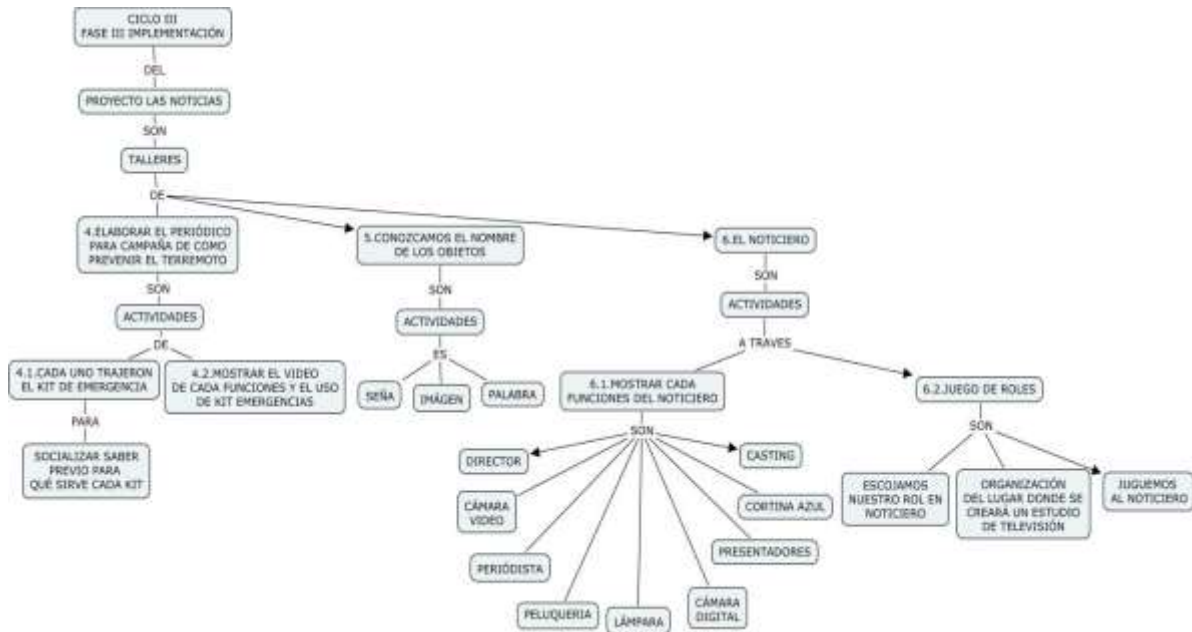 CICLO III
FASE III IMPLEMENTACIÓN
DEL
PROYECTO LAS NOTICIAS
SON
TALLERES
DE
4.ELABORAR EL PERIÓDICO
PARA CAMPAÑA DE COMO
PREVENIR EL TERREMOTO
SON
ACTIVIDADES
DE
4.1.CADA UNO TRAJERON
EL KIT DE EMERGENCIA
4.2.MOSTRAR EL VIDEO
DE CADA FUNCIONES Y EL USO
DE KIT EMERGENCIAS
PARA
SOCIALIZAR SABER
PREVIO PARA
QUÉ SIRVE CADA KIT
5.CONOZCAMOS EL NOMBRE
DE LOS OBJETOS
SON
ACTIVIDADES
ES
SEÑA
IMÁGEN
PALABRA
6.EL NOTICIERO
SON
ACTIVIDADES
A TRAVES
6.1.MOSTRAR CADA
FUNCIONES DEL NOTICIERO
SON
DIRECTOR
CÁMARA
VIDEO
PERIÓDISTA
PELUQUERIA
LÁMPARA
CÁMARA
DIGITAL
PRESENTADORES
CORTINA AZUL
CASTING
6.2.JUEGO DE ROLES
SON
ESCOJAMOS
NUESTRO ROL EN
NOTICIERO
ORGANIZACIÓN
DEL LUGAR DONDE SE
CREARÁ UN ESTUDIO
DE TELEVISIÓN
JUGUEMOS
AL NOTICIERO